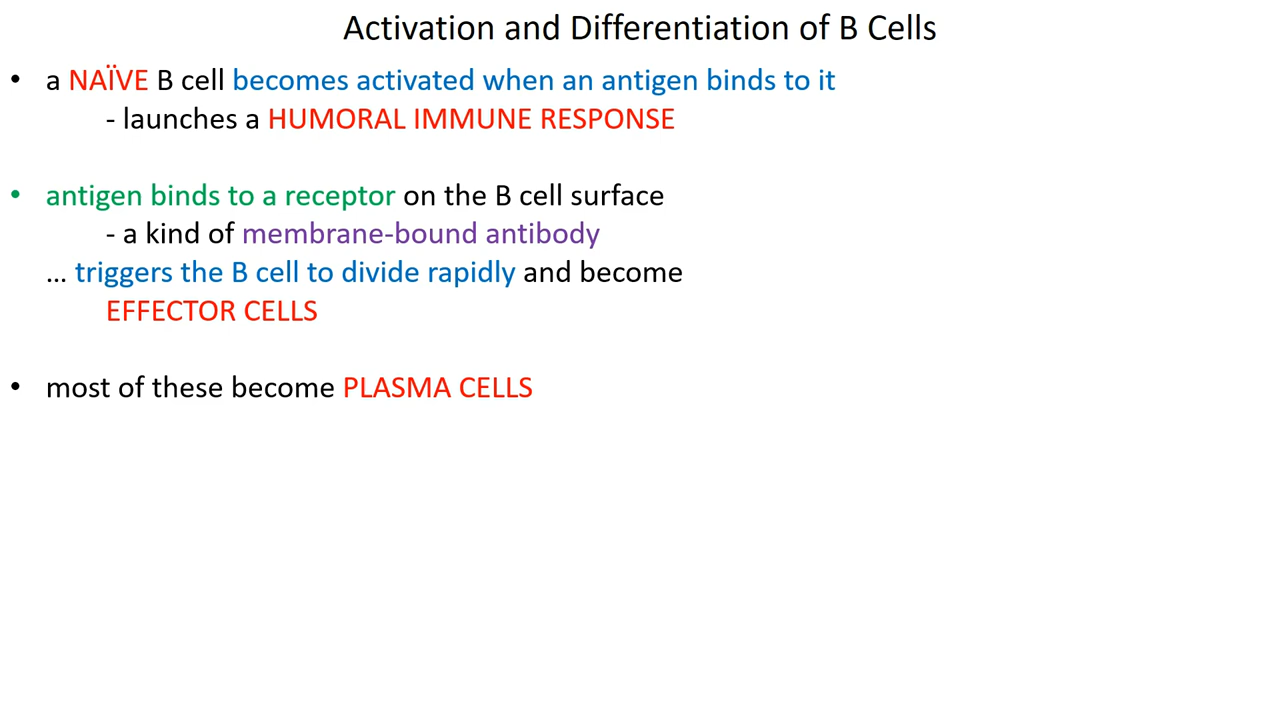 Activation and Differentiation of B Cells
• a NAÏVE B cell becomes activated when an antigen binds to it
- launches a HUMORAL IMMUNE RESPONSE
• antigen binds to a receptor on the B cell surface
- a kind of membrane-bound antibody
... triggers the B cell to divide rapidly and become
EFFECTOR CELLS
• most of these become PLASMA CELLS